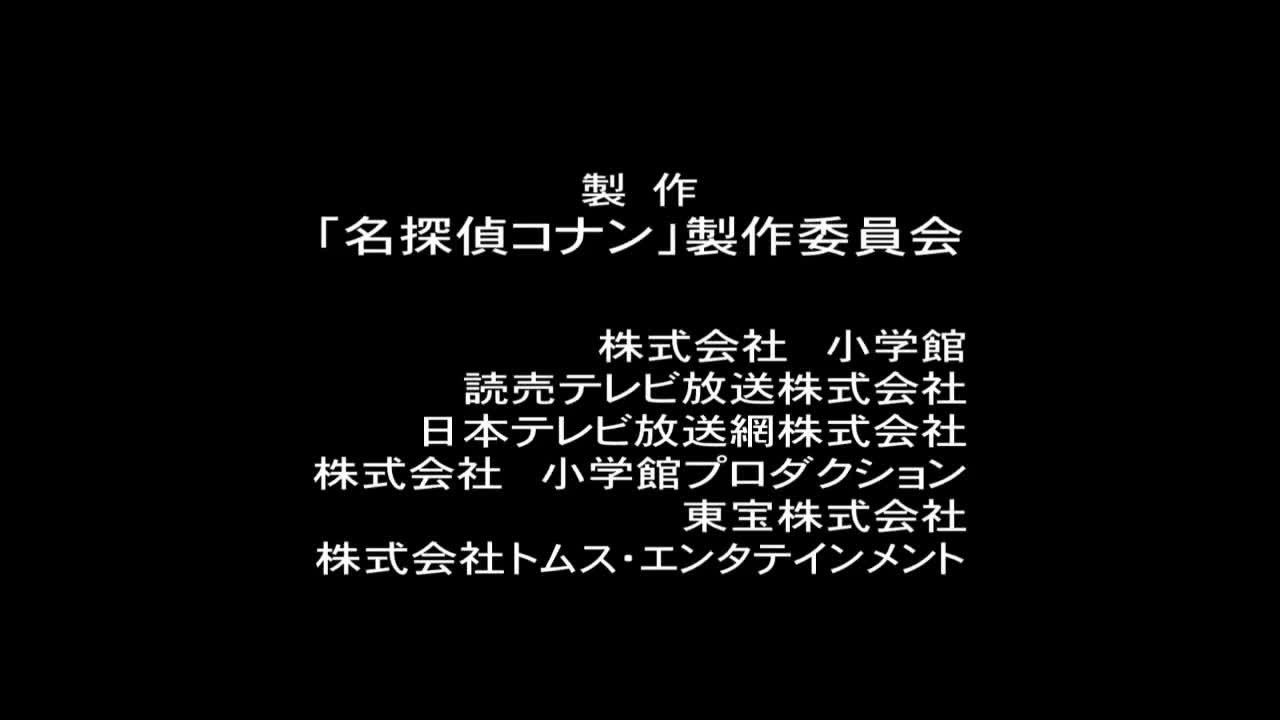 製　作
「名探偵コナン」製作委員会
株式会社　小学館
読売テレビ放送株式会社
日本テレビ放送網株式会社
株式会社　小学館プロダクション
東宝株式会社
株式会社トムス・エンタテインメント